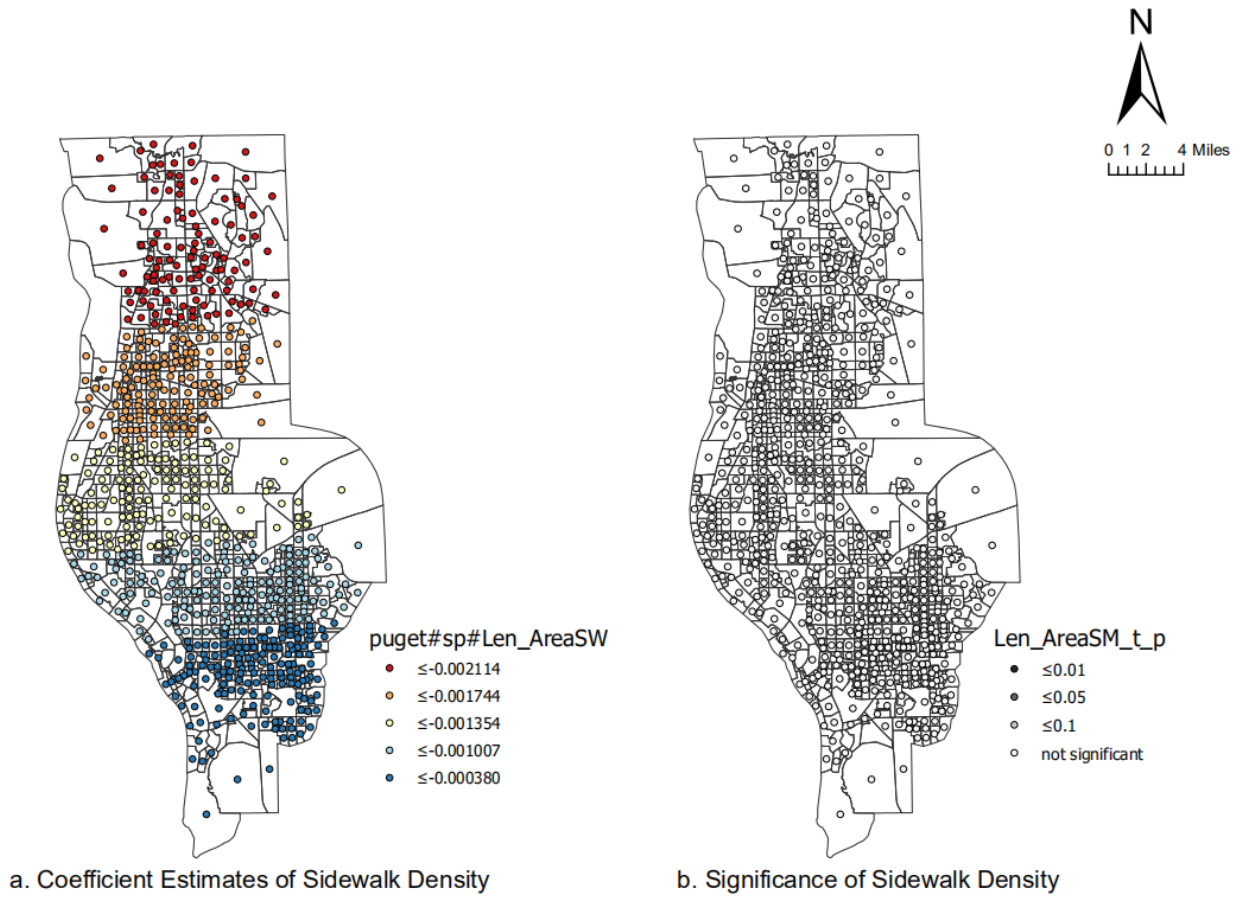 N
0 1 2 4 Miles
puget#sp#Len_AreaSW
≤-0.002114
≤-0.001744
≤-0.001354
≤-0.001007
≤-0.000380
Len_AreaSM_t_p
≤0.01
≤0.05
≤0.1
not significant
a. Coefficient Estimates of Sidewalk Density
b. Significance of Sidewalk Density